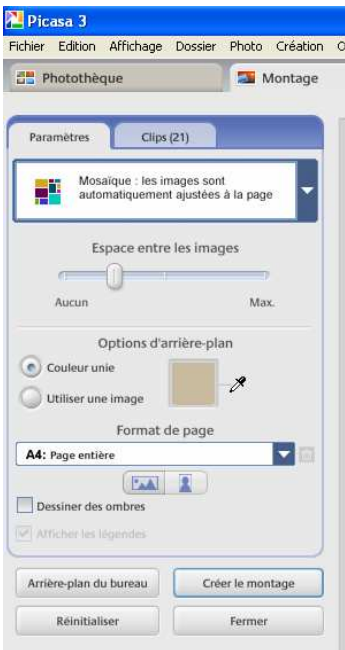 Picasa 3
Fichier Edition Affichage Dossier Photo Création O
Photothèque Montage
Paramètres Clips (21)
Mosaïque : les images sont
automatiquement ajustées à la page
Espace entre les images
Aucun Max.
Options d'arrière-plan
Couleur unie
Utiliser une image
Format de page
A4: Page entière
Dessiner des ombres
Afficher les légendes
Arrière-plan du bureau Créer le montage
Réinitialiser Fermer